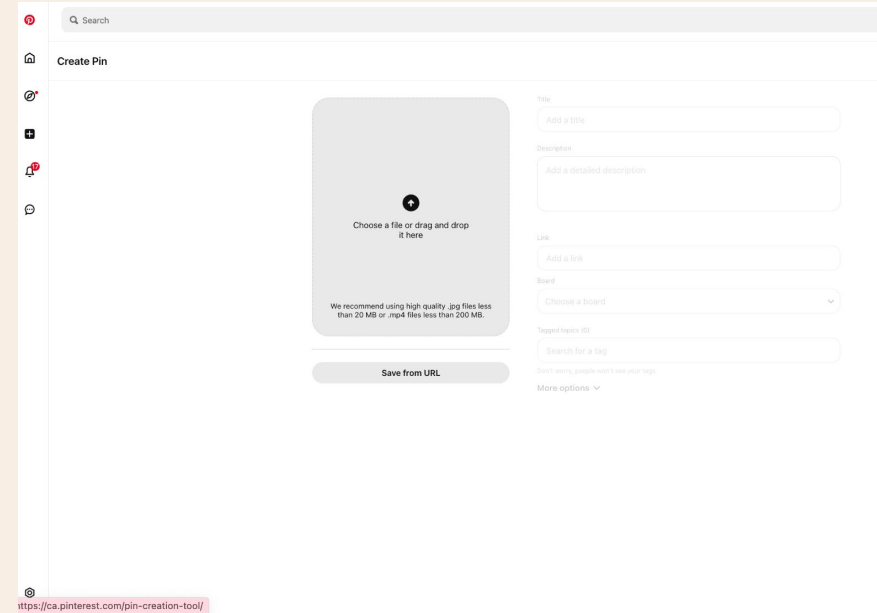 Search
Create Pin
17
Choose a file or drag and drop
it here
We recommend using high quality .jpg files less
than 20 MB or .mp4 files less than 200 MB.
Save from URL
Title
Add a title
Description
Add a detailed description
Link
Add a link
Board
Choose a board
Tagged topics (0)
Search for a tag
Don't worry, people won't see your tags
More options
https://ca.pinterest.com/pin-creation-tool/